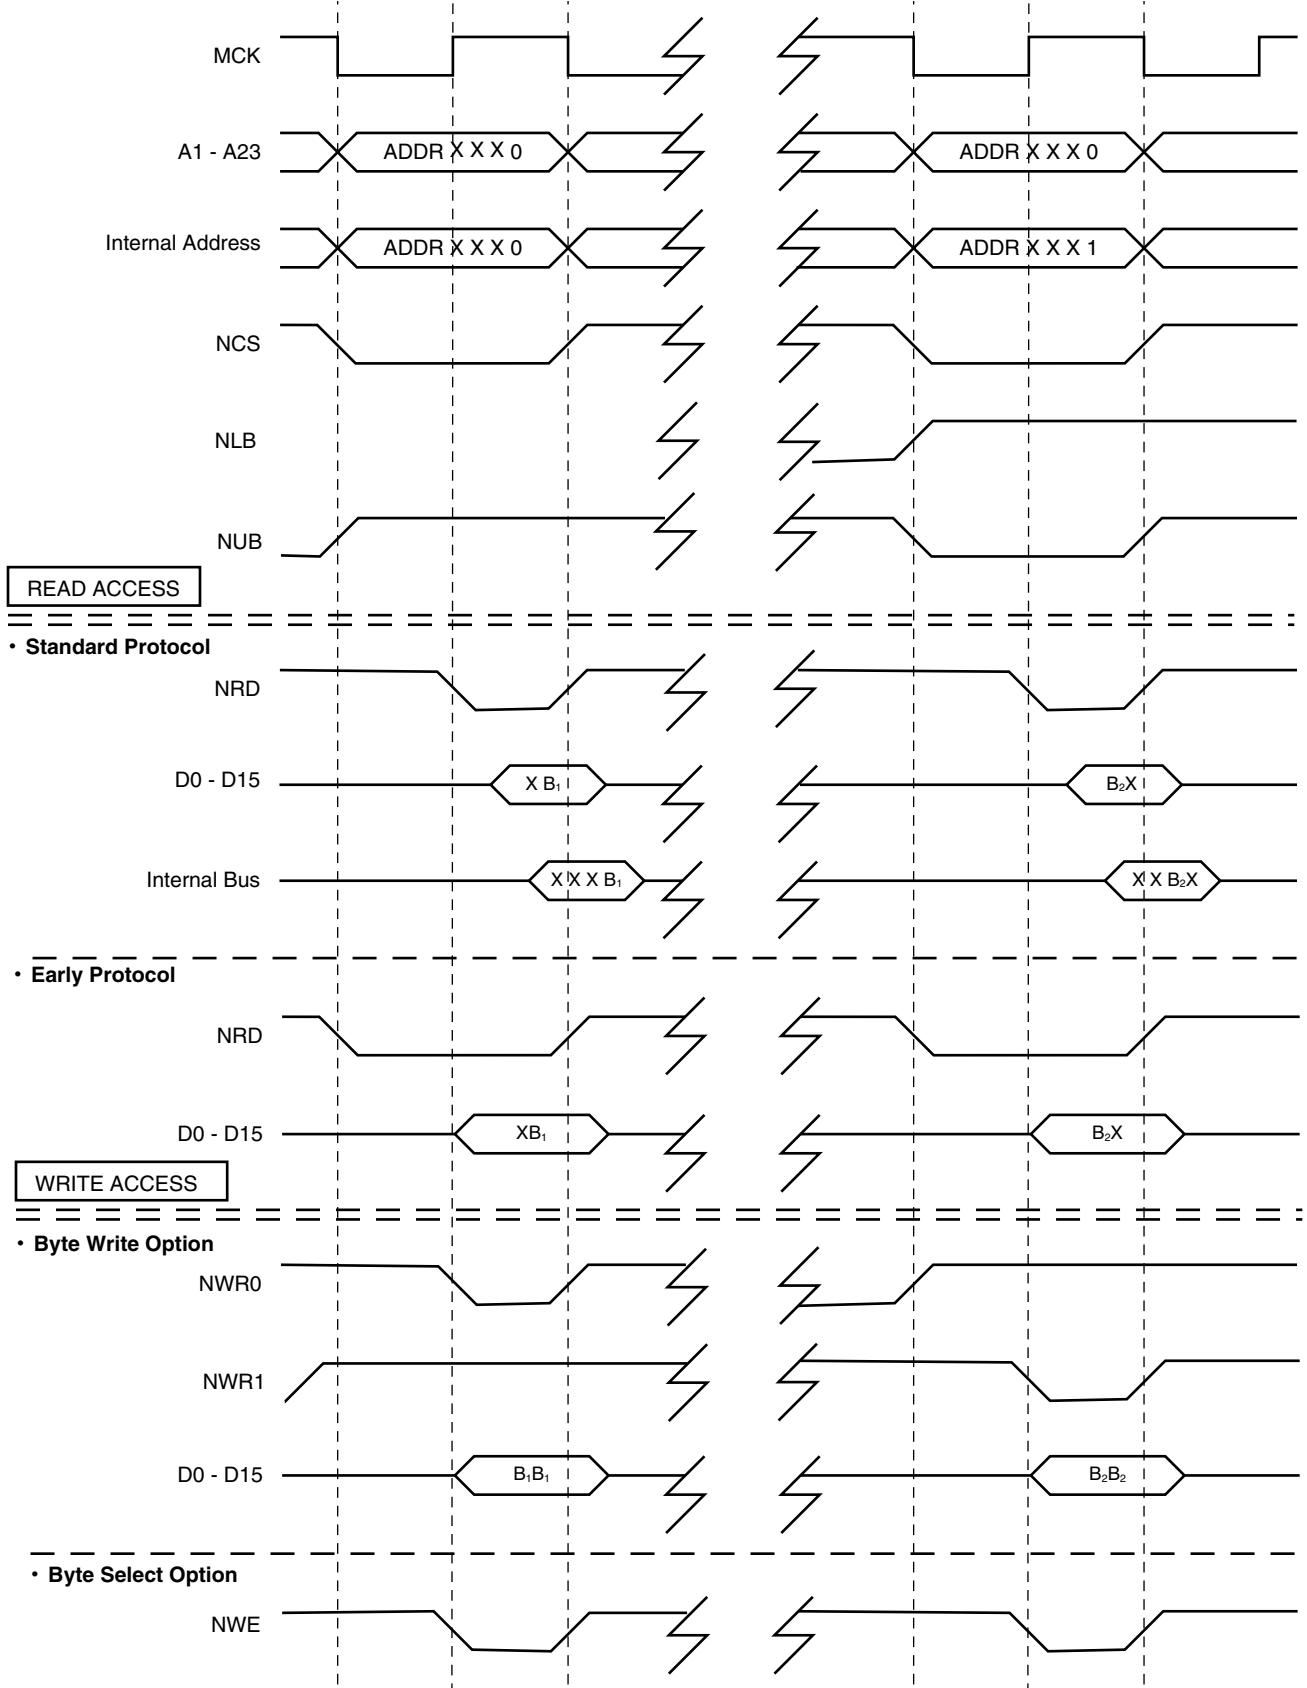 MCK
A1 - A23 ADDR X X X 0 ADDR X X X 0
Internal Address ADDR X X X 0 ADDR X X X 1
NCS
NLB
NUB
READ ACCESS
• Standard Protocol
NRD
D0 - D15 X B₁ B₂X
Internal Bus X X X B₁ X X B₂X
• Early Protocol
NRD
D0 - D15 XB₁ B₂X
WRITE ACCESS
• Byte Write Option
NWR0
NWR1
D0 - D15 B₁B₁ B₂B₂
• Byte Select Option
NWE